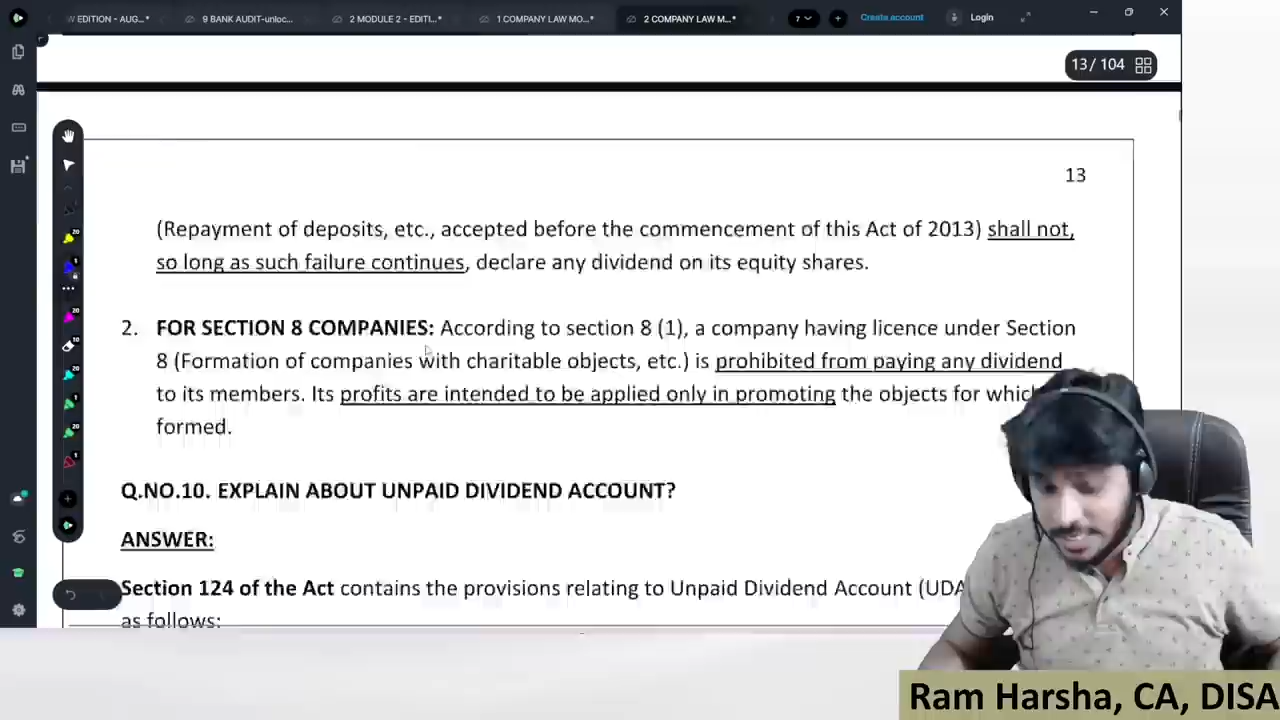 W EDITION - AUG...* 9 BANK AUDIT-unloc... 2 MODULE 2 - EDITI...* 1 COMPANY LAW MO...* 2 COMPANY LAW M...* 7 Create account Login
13 / 104
13
(Repayment of deposits, etc., accepted before the commencement of this Act of 2013) shall not,
so long as such failure continues, declare any dividend on its equity shares.
2. FOR SECTION 8 COMPANIES: According to section 8 (1), a company having licence under Section
8 (Formation of companies with charitable objects, etc.) is prohibited from paying any dividend
to its members. Its profits are intended to be applied only in promoting the objects for which
formed.
Q.NO.10. EXPLAIN ABOUT UNPAID DIVIDEND ACCOUNT?
ANSWER:
Section 124 of the Act contains the provisions relating to Unpaid Dividend Account (UDA
as follows:
Ram Harsha, CA, DISA